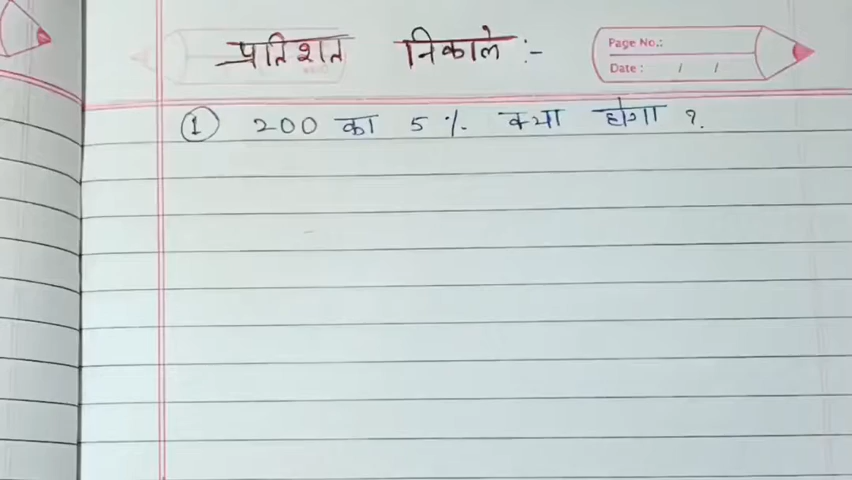 प्रतिशत निकाले :-
Page No.:
Date : / /
① 200 का 5% क्या होगा ?